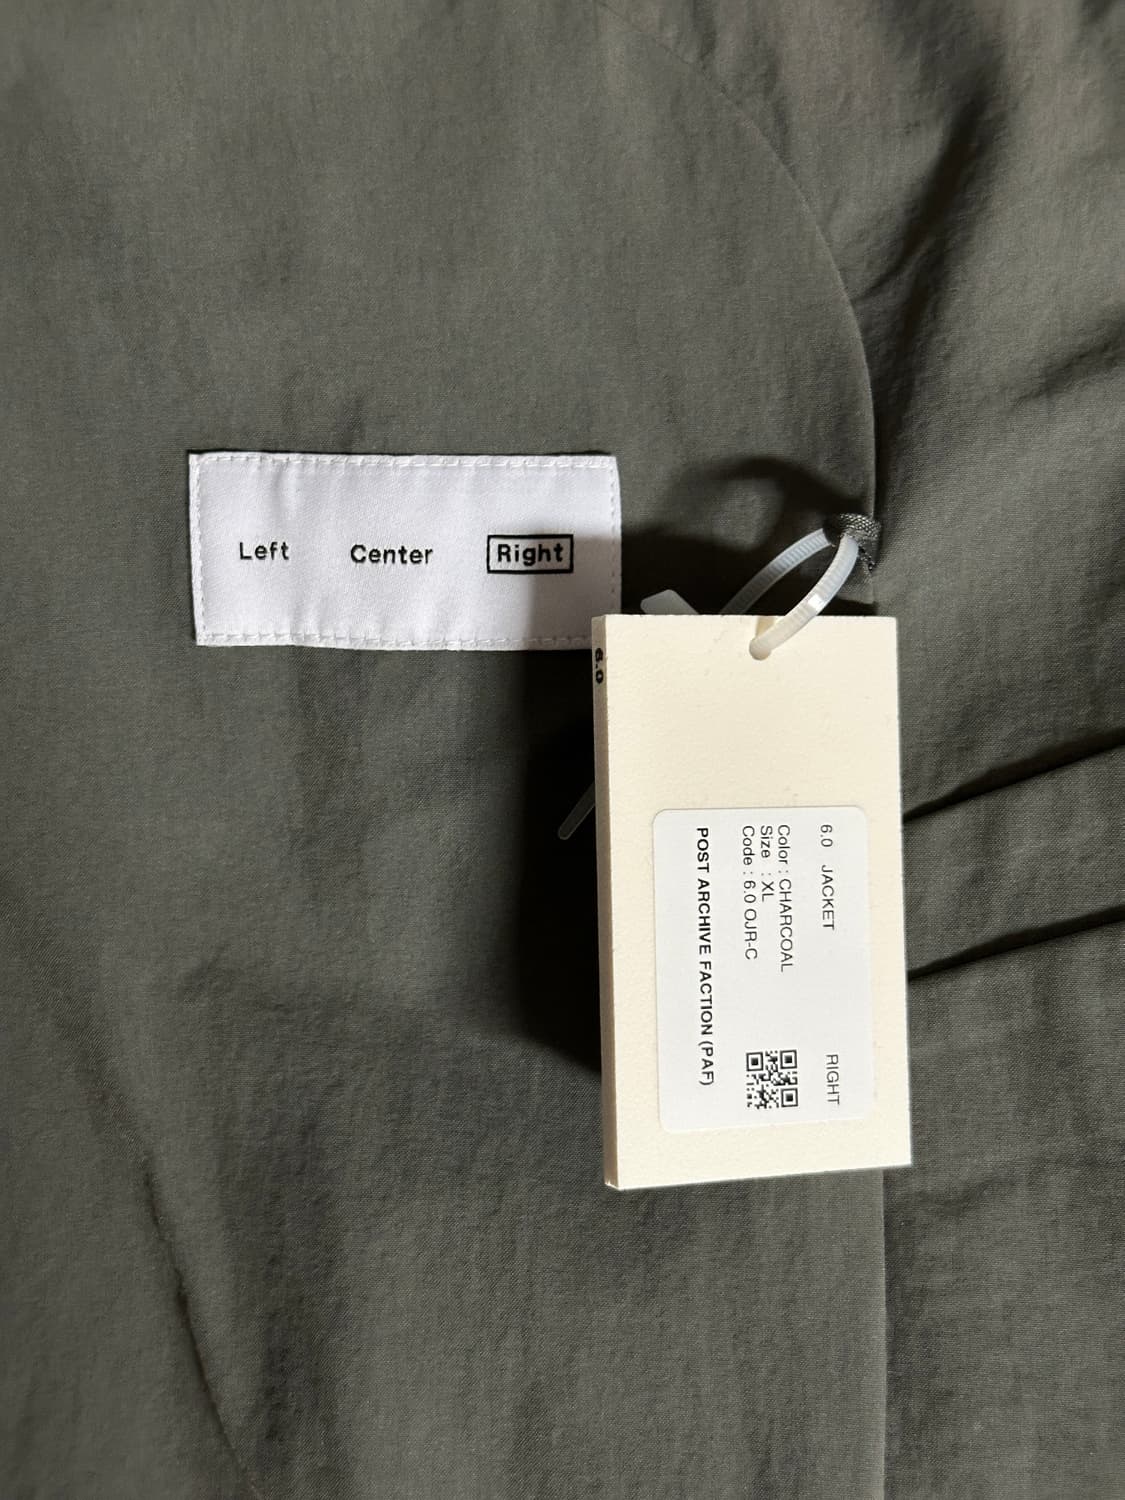 Left Center Right
6.0
6.0 JACKET RIGHT
Color : CHARCOAL
Size : XL
Code : 6.0 OJR-C
POST ARCHIVE FACTION (PAF)